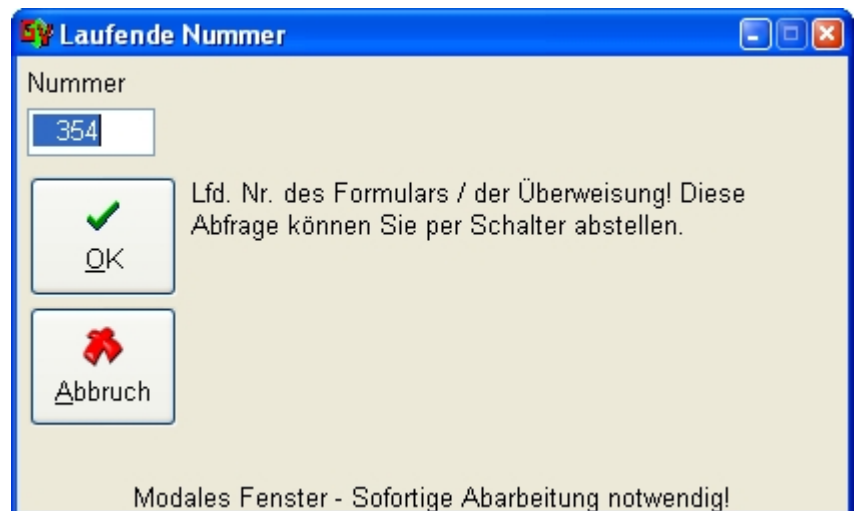 Laufende Nummer
Nummer
354
Lfd. Nr. des Formulars / der Überweisung! Diese
Abfrage können Sie per Schalter abstellen.
OK
Abbruch
Modales Fenster - Sofortige Abarbeitung notwendig!